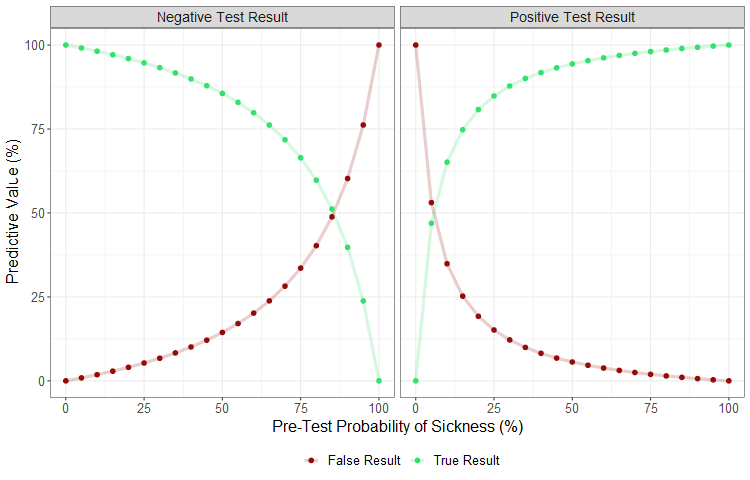 Negative Test Result
Positive Test Result
100
75
50
25
0
Predictive Value (%)
0 25 50 75 100
0 25 50 75 100
Pre-Test Probability of Sickness (%)
False Result True Result